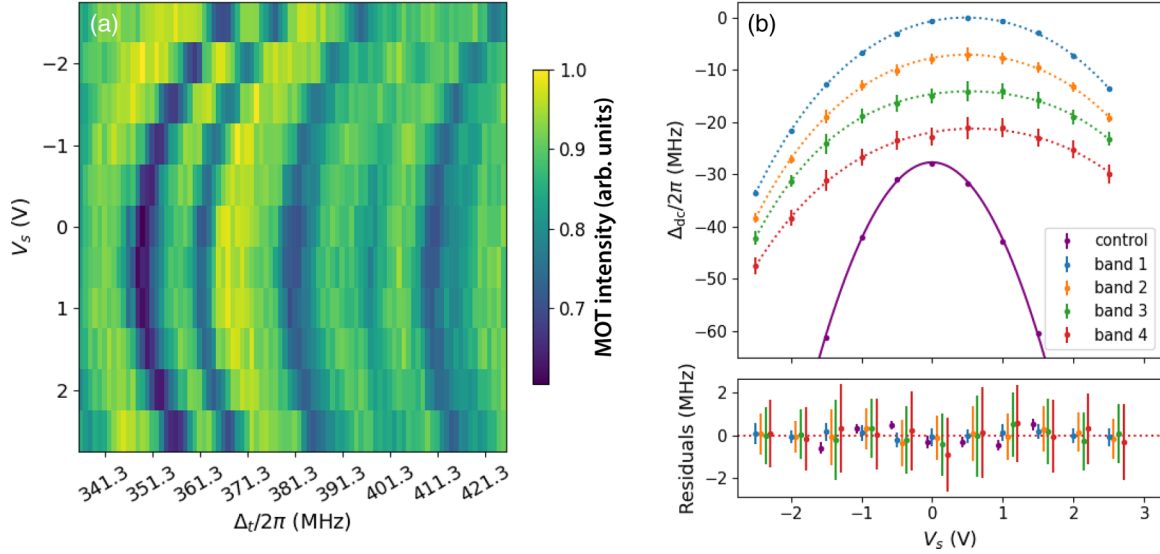 (a)
−2
−1
0
1
2
V_s (V)
341.3
351.3
361.3
371.3
381.3
391.3
401.3
411.3
421.3
Δ_t/2π (MHz)
1.0
0.9
0.8
0.7
MOT intensity (arb. units)
(b)
0
−10
−20
−30
−40
−50
−60
Δ_dc/2π (MHz)
control
band 1
band 2
band 3
band 4
2
0
−2
Residuals (MHz)
−2
−1
0
1
2
3
V_s (V)